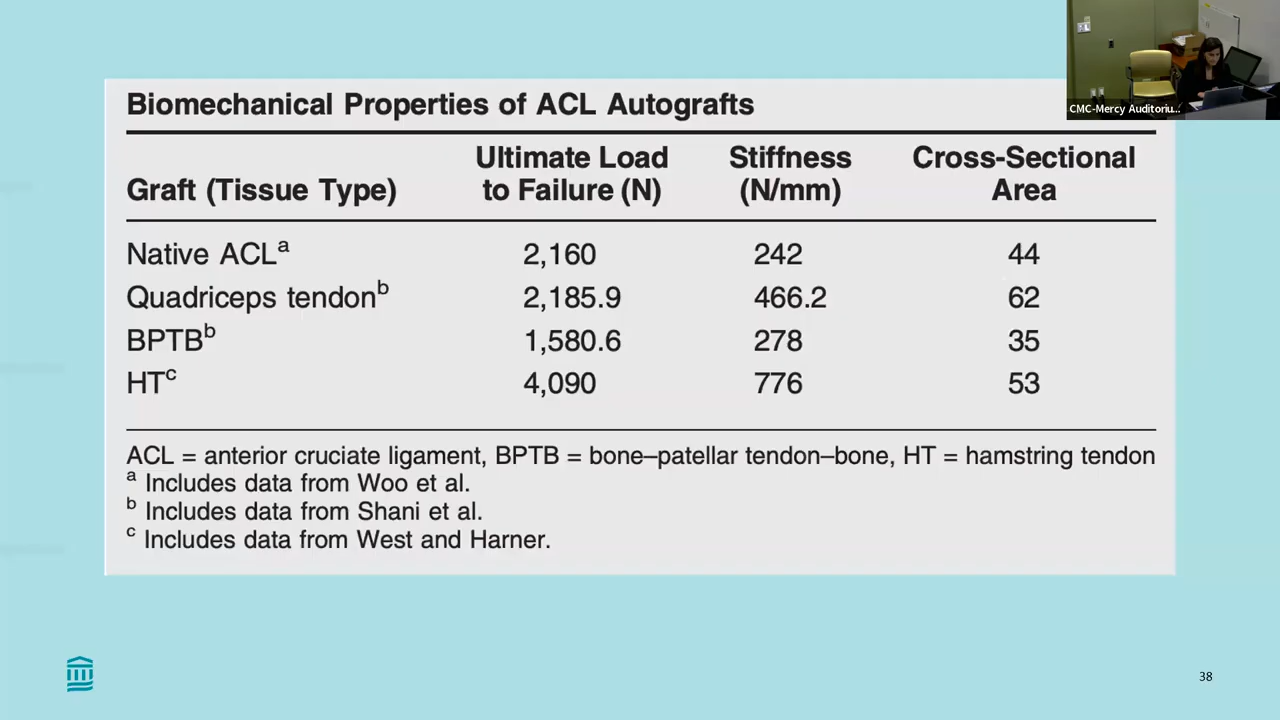 CMC-Mercy Auditoriu...
Biomechanical Properties of ACL Autografts
Graft (Tissue Type) Ultimate Load to Failure (N) Stiffness (N/mm) Cross-Sectional Area
Native ACLᵃ 2,160 242 44
Quadriceps tendonᵇ 2,185.9 466.2 62
BPTBᵇ 1,580.6 278 35
HTᶜ 4,090 776 53
ACL = anterior cruciate ligament, BPTB = bone–patellar tendon–bone, HT = hamstring tendon
ᵃ Includes data from Woo et al.
ᵇ Includes data from Shani et al.
ᶜ Includes data from West and Harner.
38